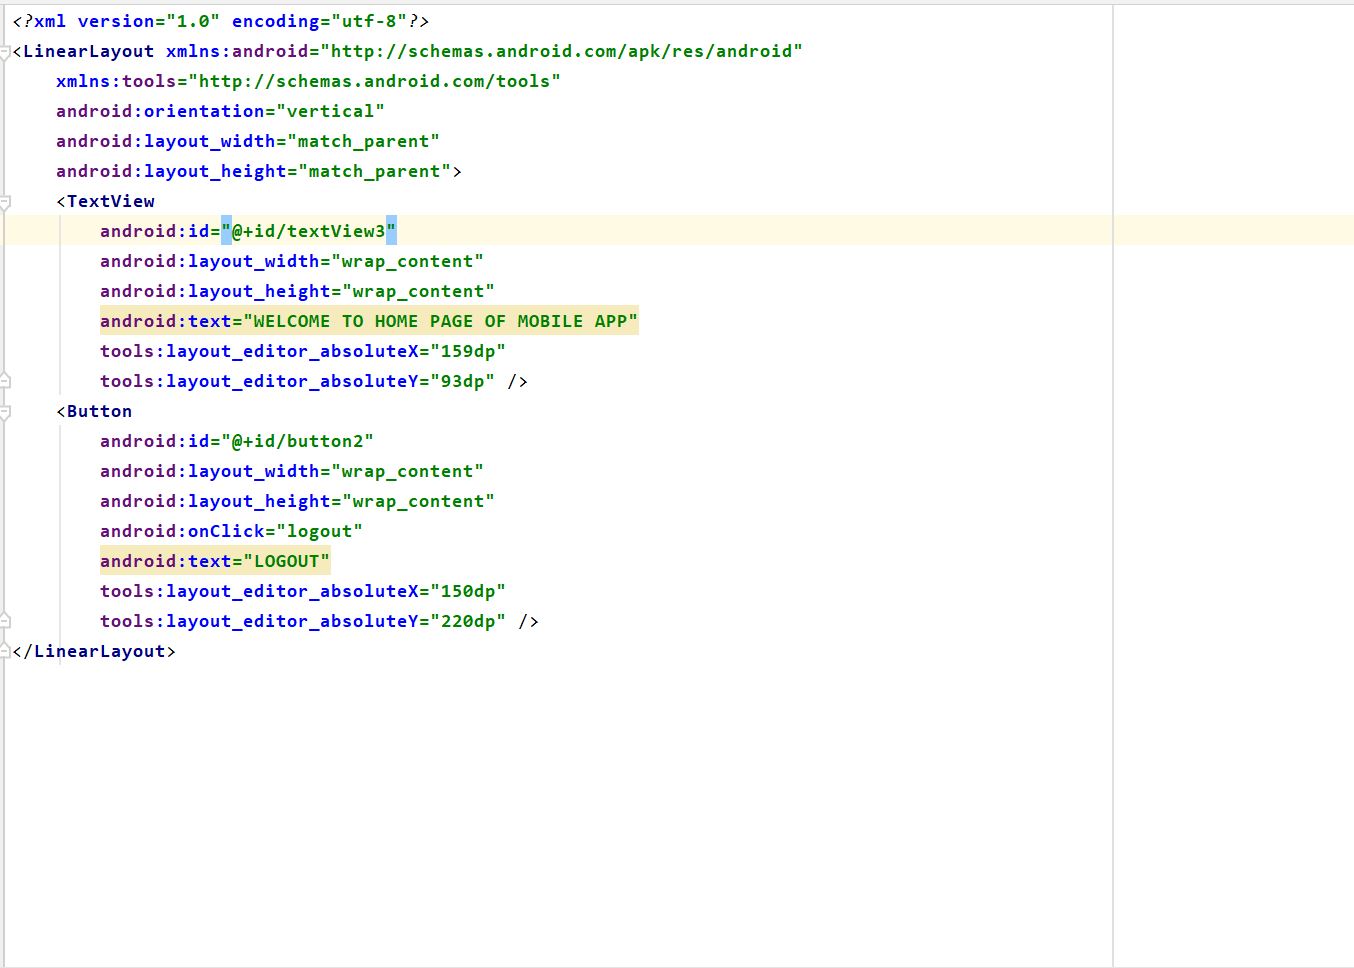 <?xml version="1.0" encoding="utf-8"?>
<LinearLayout xmlns:android="http://schemas.android.com/apk/res/android"
    xmlns:tools="http://schemas.android.com/tools"
    android:orientation="vertical"
    android:layout_width="match_parent"
    android:layout_height="match_parent">
    <TextView
        android:id="@+id/textView3"
        android:layout_width="wrap_content"
        android:layout_height="wrap_content"
        android:text="WELCOME TO HOME PAGE OF MOBILE APP"
        tools:layout_editor_absoluteX="159dp"
        tools:layout_editor_absoluteY="93dp" />
    <Button
        android:id="@+id/button2"
        android:layout_width="wrap_content"
        android:layout_height="wrap_content"
        android:onClick="logout"
        android:text="LOGOUT"
        tools:layout_editor_absoluteX="150dp"
        tools:layout_editor_absoluteY="220dp" />
</LinearLayout>